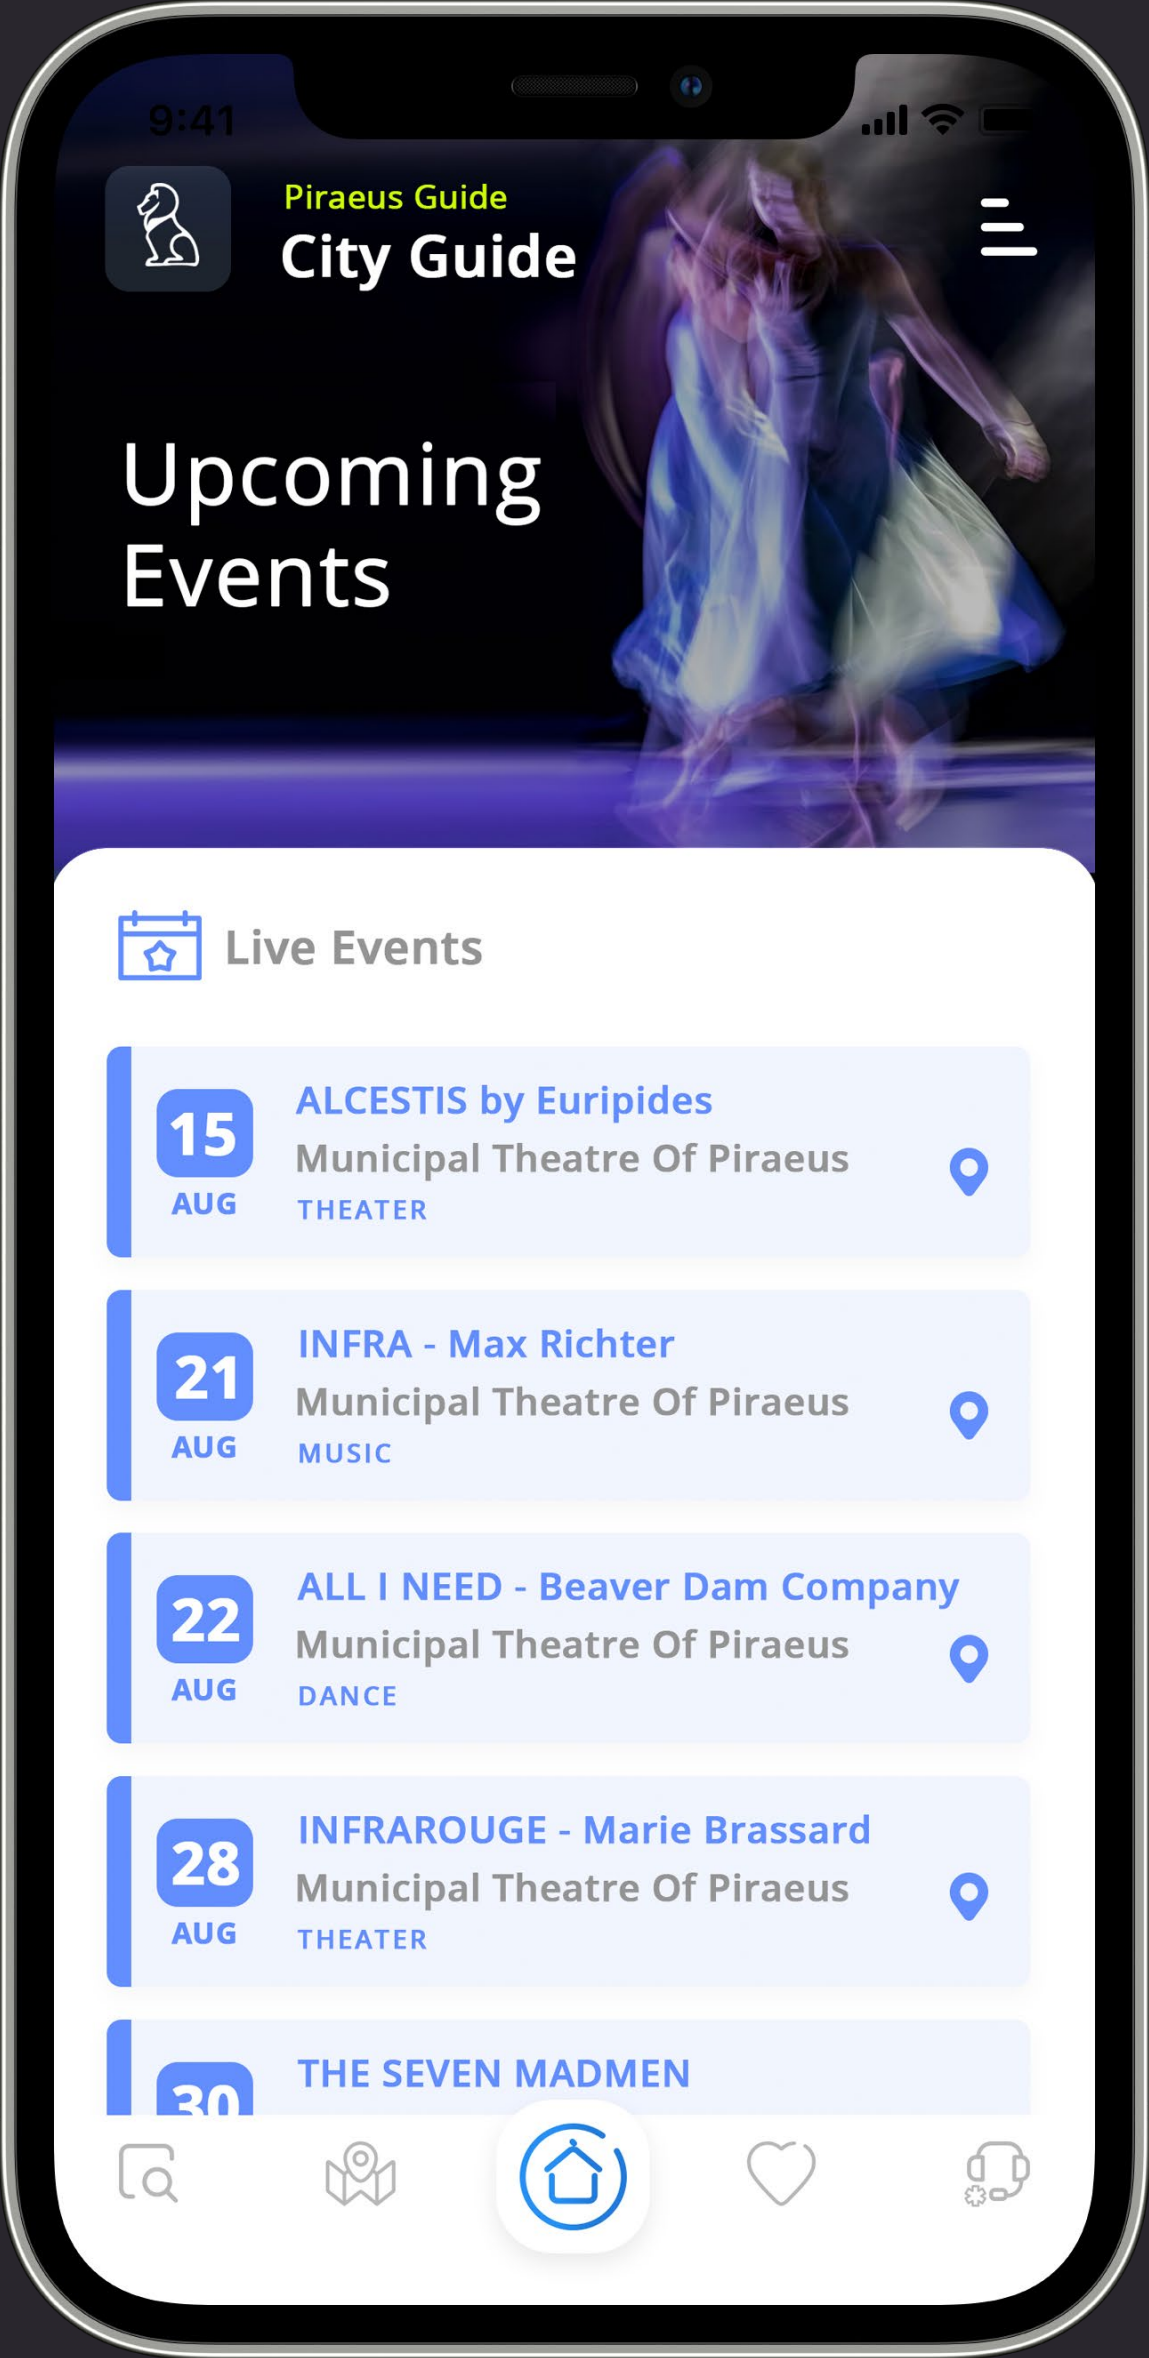 9:41
Piraeus Guide
City Guide
Upcoming
Events
Live Events
15
AUG
ALCESTIS by Euripides
Municipal Theatre Of Piraeus
THEATER
21
AUG
INFRA - Max Richter
Municipal Theatre Of Piraeus
MUSIC
22
AUG
ALL I NEED - Beaver Dam Company
Municipal Theatre Of Piraeus
DANCE
28
AUG
INFRAROUGE - Marie Brassard
Municipal Theatre Of Piraeus
THEATER
30
THE SEVEN MADMEN